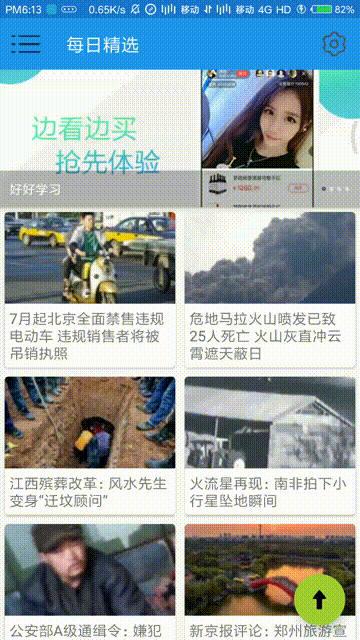 PM6:13 0.65K/s 移动 移动 4G HD 82%
每日精选
边看边买
抢先体验
好好学习
7月起北京全面禁售违规
电动车 违规销售者将被
吊销执照
危地马拉火山喷发已致
25人死亡 火山灰直冲云
霄遮天蔽日
江西殡葬改革：风水先生
变身“迁坟顾问”
火流星再现：南非拍下小
行星坠地瞬间
公安部A级通缉令：嫌犯
新京报评论：郑州旅游宣